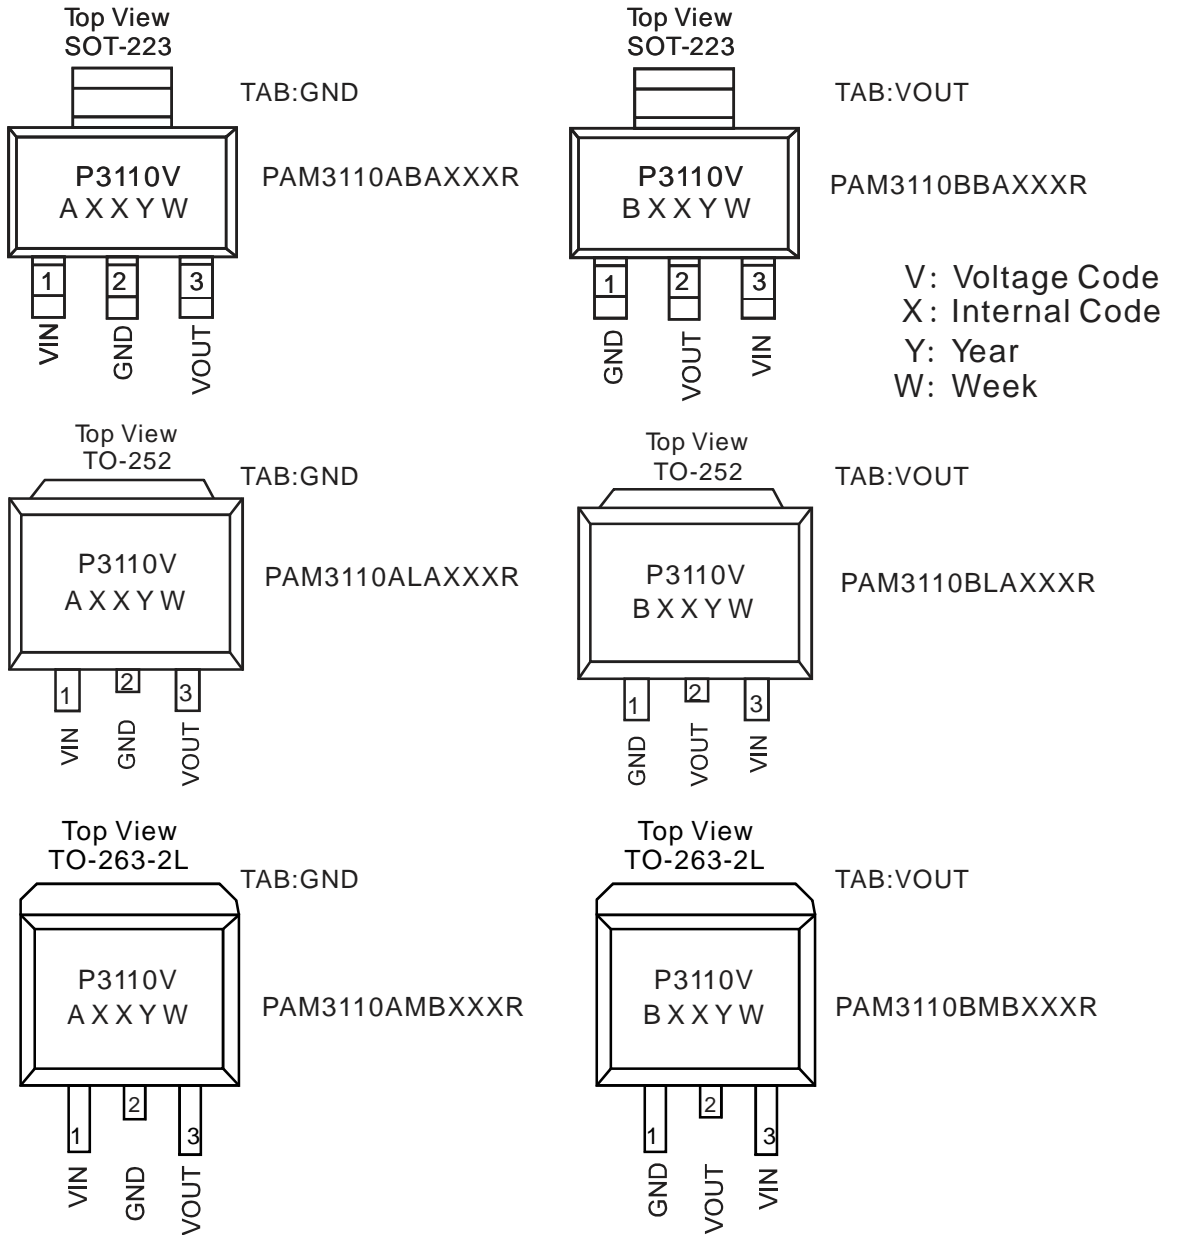 Top View
SOT-223
TAB:GND
P3110V
A X X Y W
PAM3110ABAXXXR
1 2 3
VIN GND VOUT
Top View
SOT-223
TAB:VOUT
P3110V
B X X Y W
PAM3110BBAXXXR
1 2 3
GND VOUT VIN
V: Voltage Code
X: Internal Code
Y: Year
W: Week
Top View
TO-252
TAB:GND
P3110V
A X X Y W
PAM3110ALAXXXR
1 2 3
VIN GND VOUT
Top View
TO-252
TAB:VOUT
P3110V
B X X Y W
PAM3110BLAXXXR
1 2 3
GND VOUT VIN
Top View
TO-263-2L
TAB:GND
P3110V
A X X Y W
PAM3110AMBXXXR
1 2 3
VIN GND VOUT
Top View
TO-263-2L
TAB:VOUT
P3110V
B X X Y W
PAM3110BMBXXXR
1 2 3
GND VOUT VIN